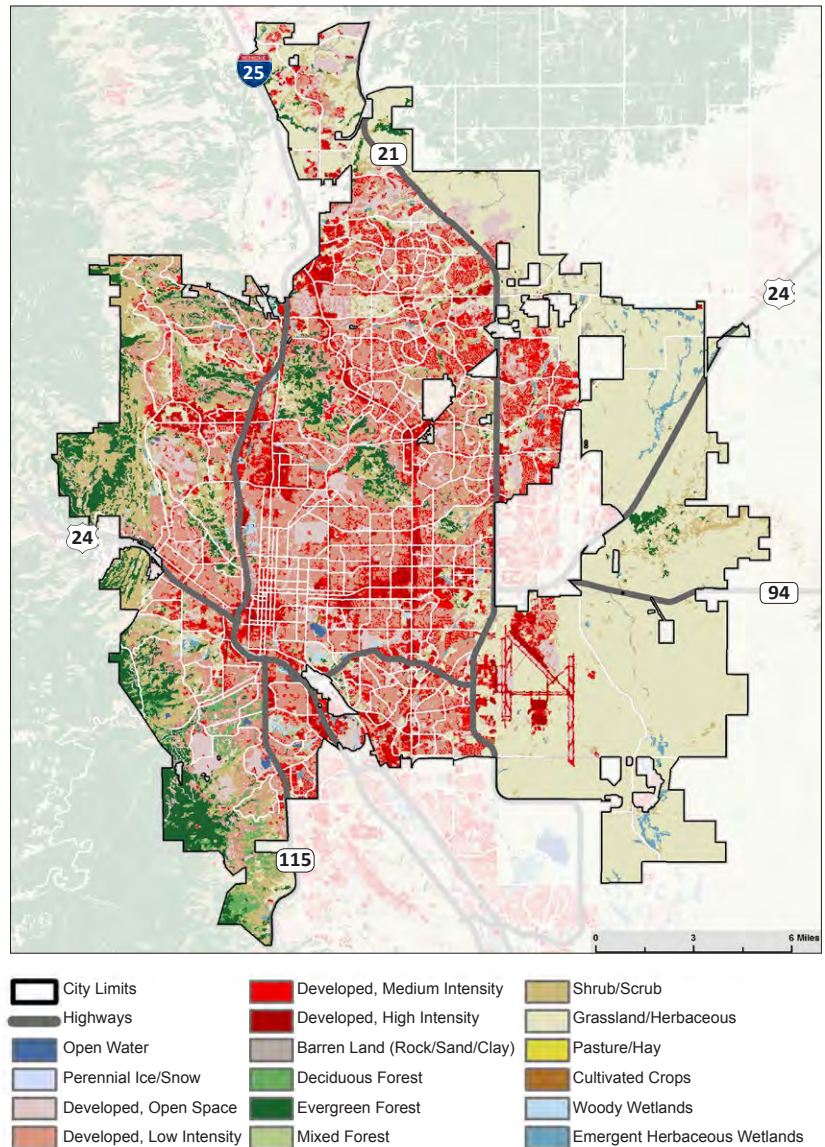 25
21
24
24
94
115
0 3 6 Miles
City Limits
Highways
Open Water
Perennial Ice/Snow
Developed, Open Space
Developed, Low Intensity
Developed, Medium Intensity
Developed, High Intensity
Barren Land (Rock/Sand/Clay)
Deciduous Forest
Evergreen Forest
Mixed Forest
Shrub/Scrub
Grassland/Herbaceous
Pasture/Hay
Cultivated Crops
Woody Wetlands
Emergent Herbaceous Wetlands